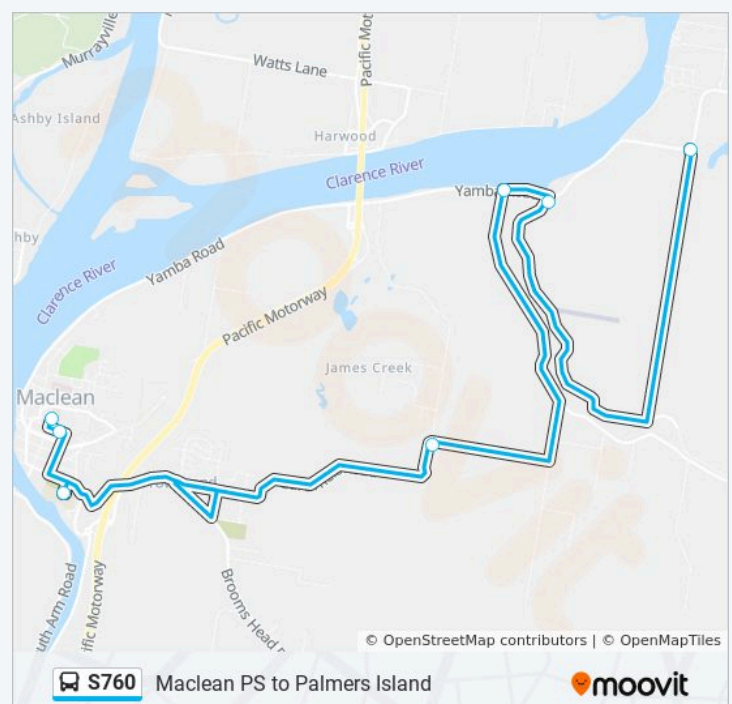 Murrayville
Pacific Mot
Watts Lane
Ashby Island
Harwood
Clarence River
Yamba
hby
Yamba Road
Clarence River
Pacific Motorway
James Creek
Maclean
Brooms Head R
uth Arm Road
ific Motorway
© OpenStreetMap contributors | © OpenMapTiles
S760 Maclean PS to Palmers Island
moovit